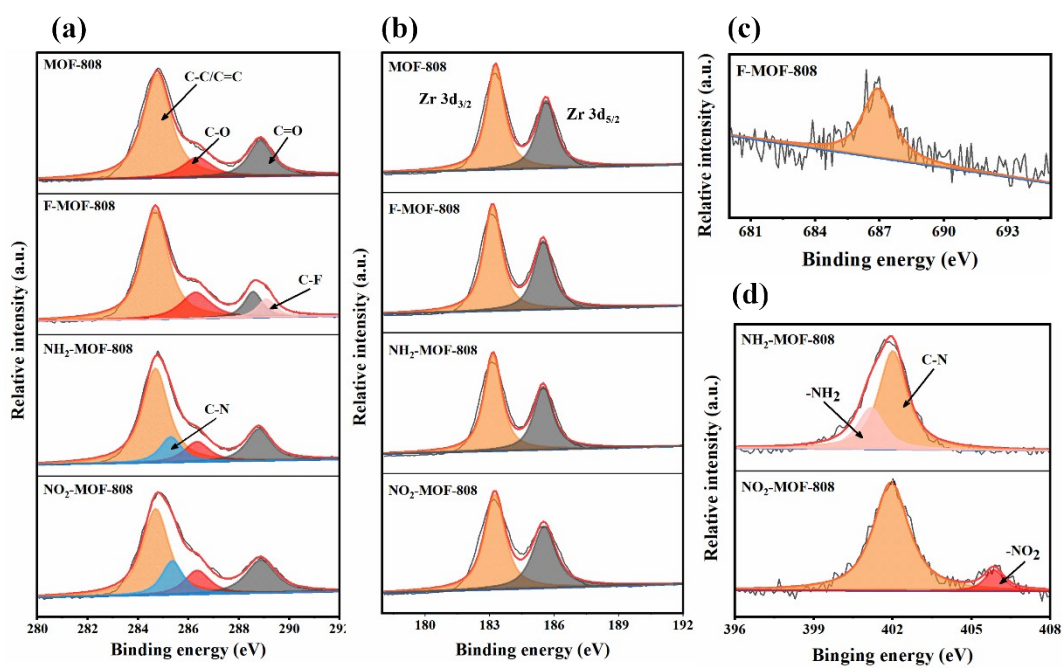 (a)
MOF-808
C-C/C=C
C-O
C=O
F-MOF-808
C-F
NH2-MOF-808
C-N
NO2-MOF-808
Relative intensity (a.u.)
280 282 284 286 288 290 292
Binding energy (eV)
(b)
MOF-808
Zr 3d3/2
Zr 3d5/2
F-MOF-808
NH2-MOF-808
NO2-MOF-808
Relative intensity (a.u.)
180 183 186 189 192
Binding energy (eV)
(c)
F-MOF-808
Relative intensity (a.u.)
681 684 687 690 693
Binding energy (eV)
(d)
NH2-MOF-808
C-N
-NH2
NO2-MOF-808
-NO2
Relative intensity (a.u.)
396 399 402 405 408
Binging energy (eV)